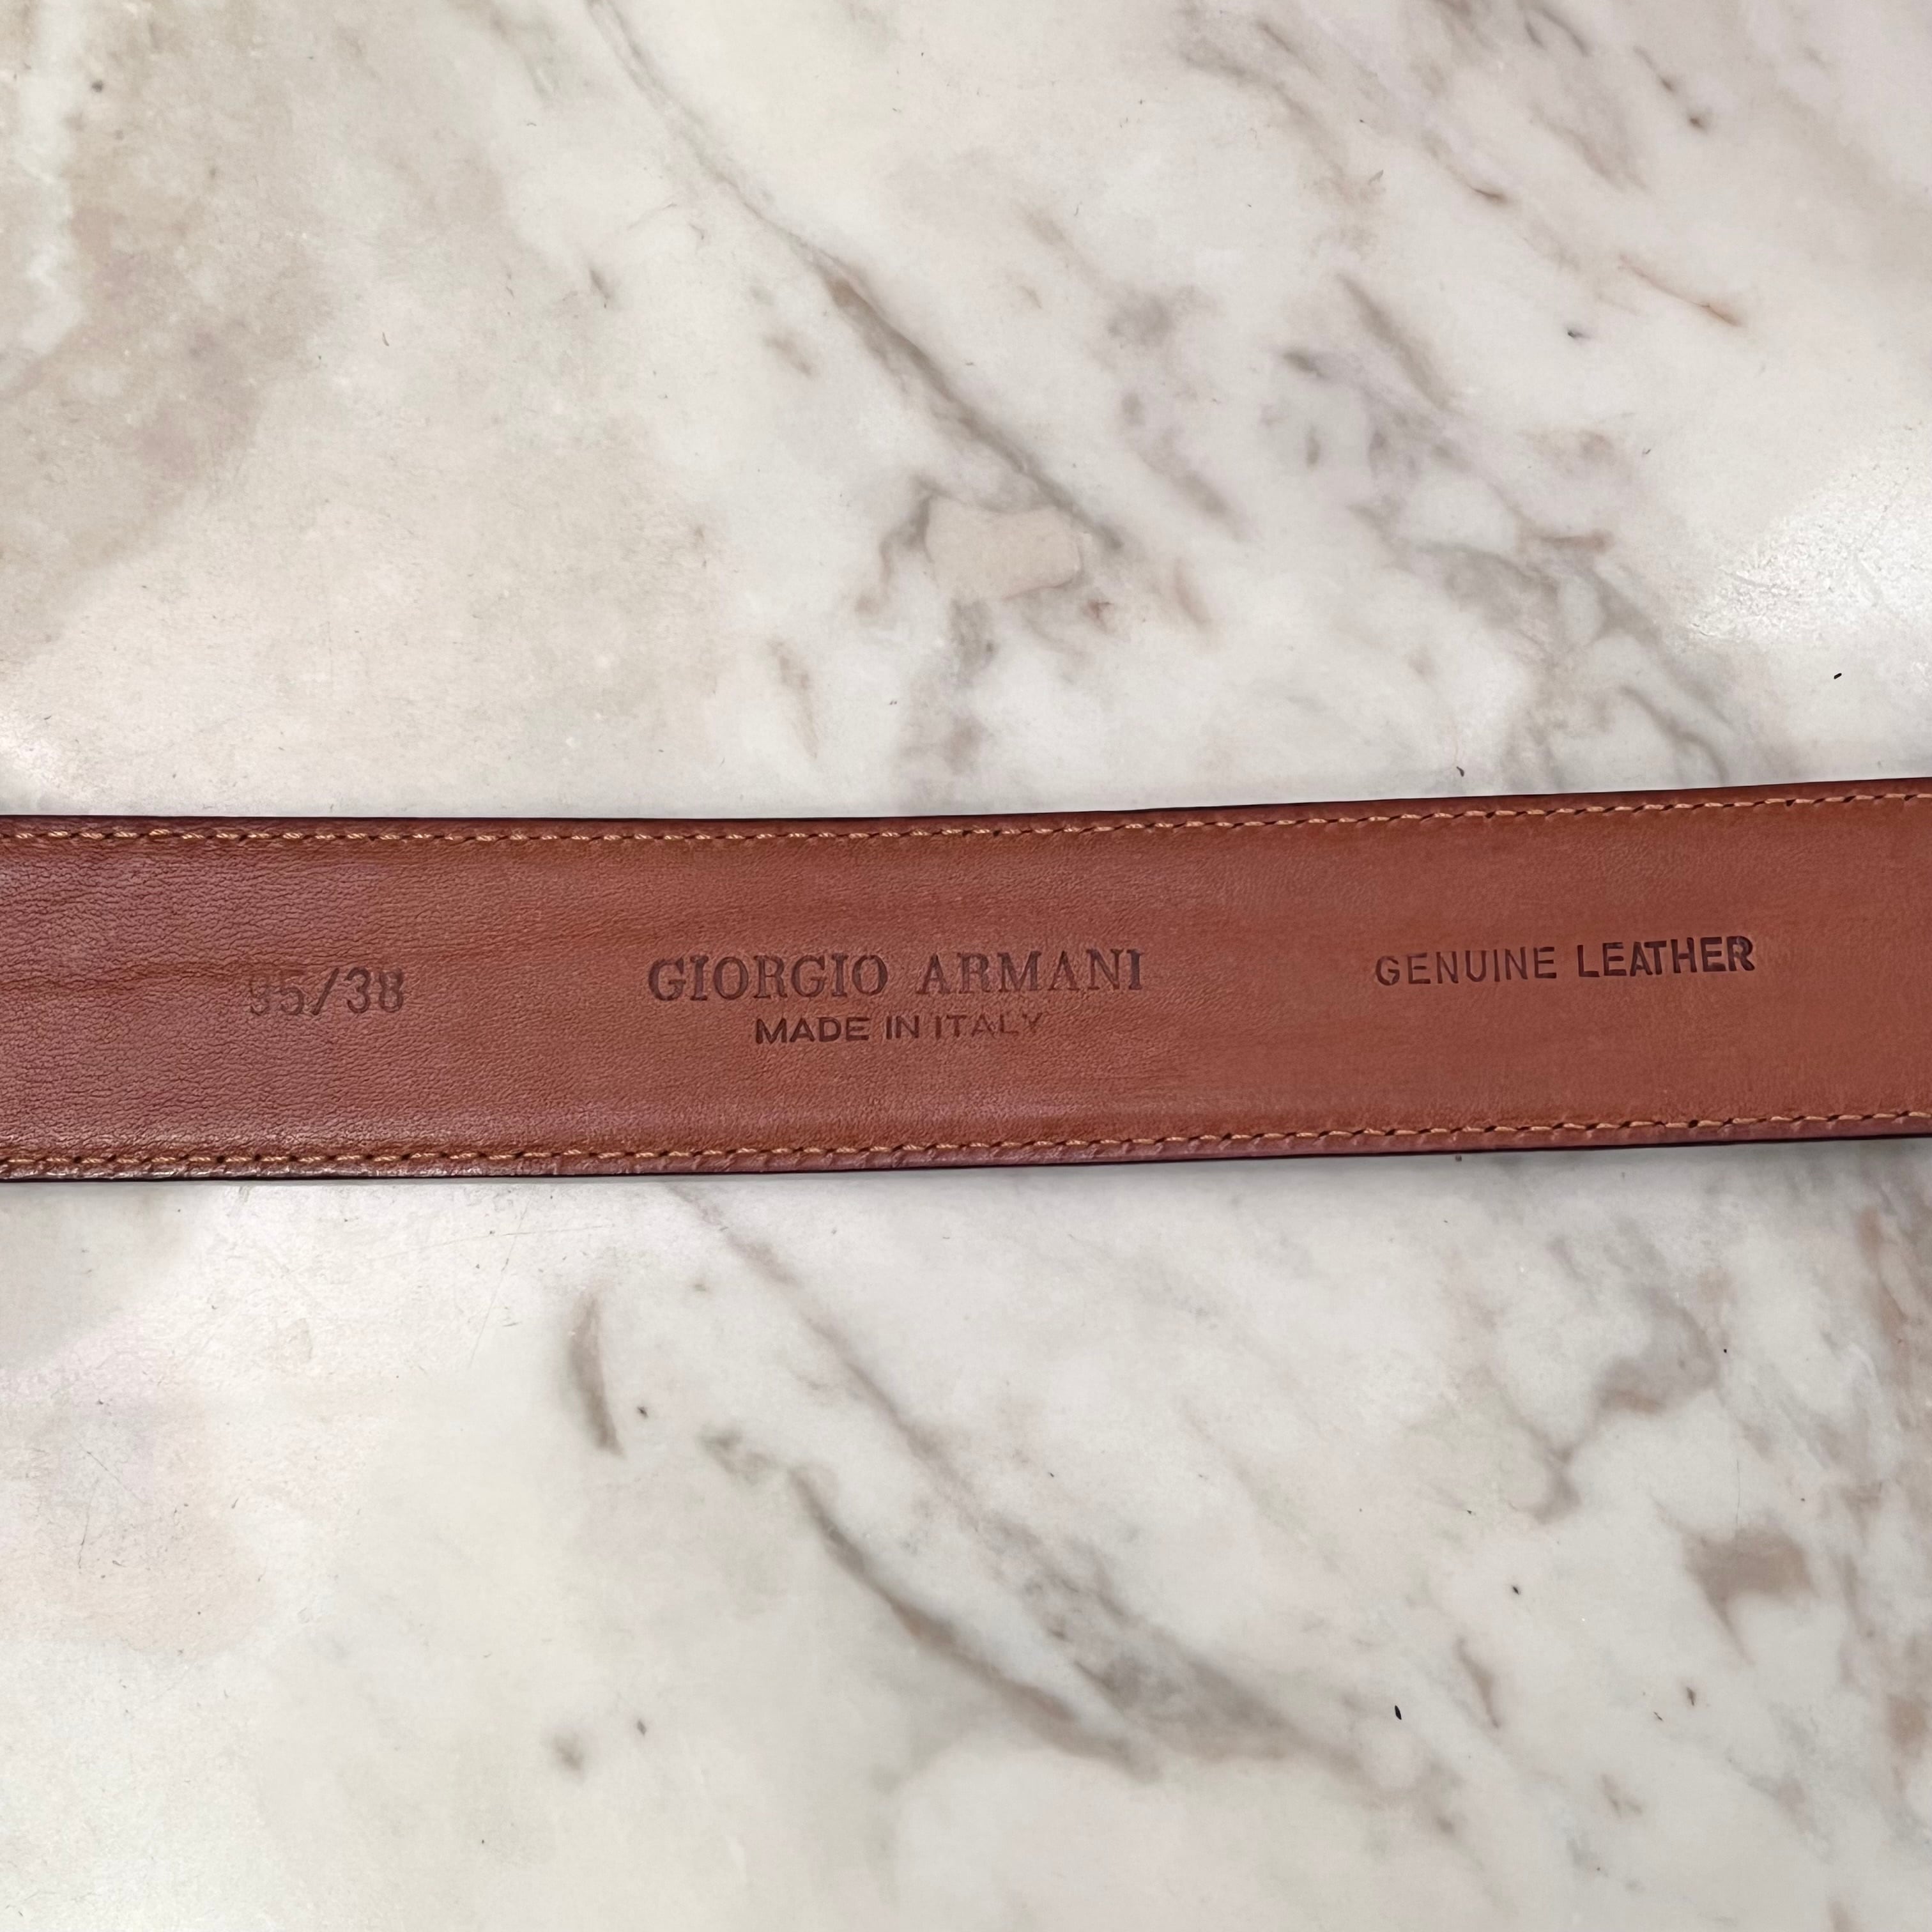 95/38
GIORGIO ARMANI
MADE IN ITALY
GENUINE LEATHER